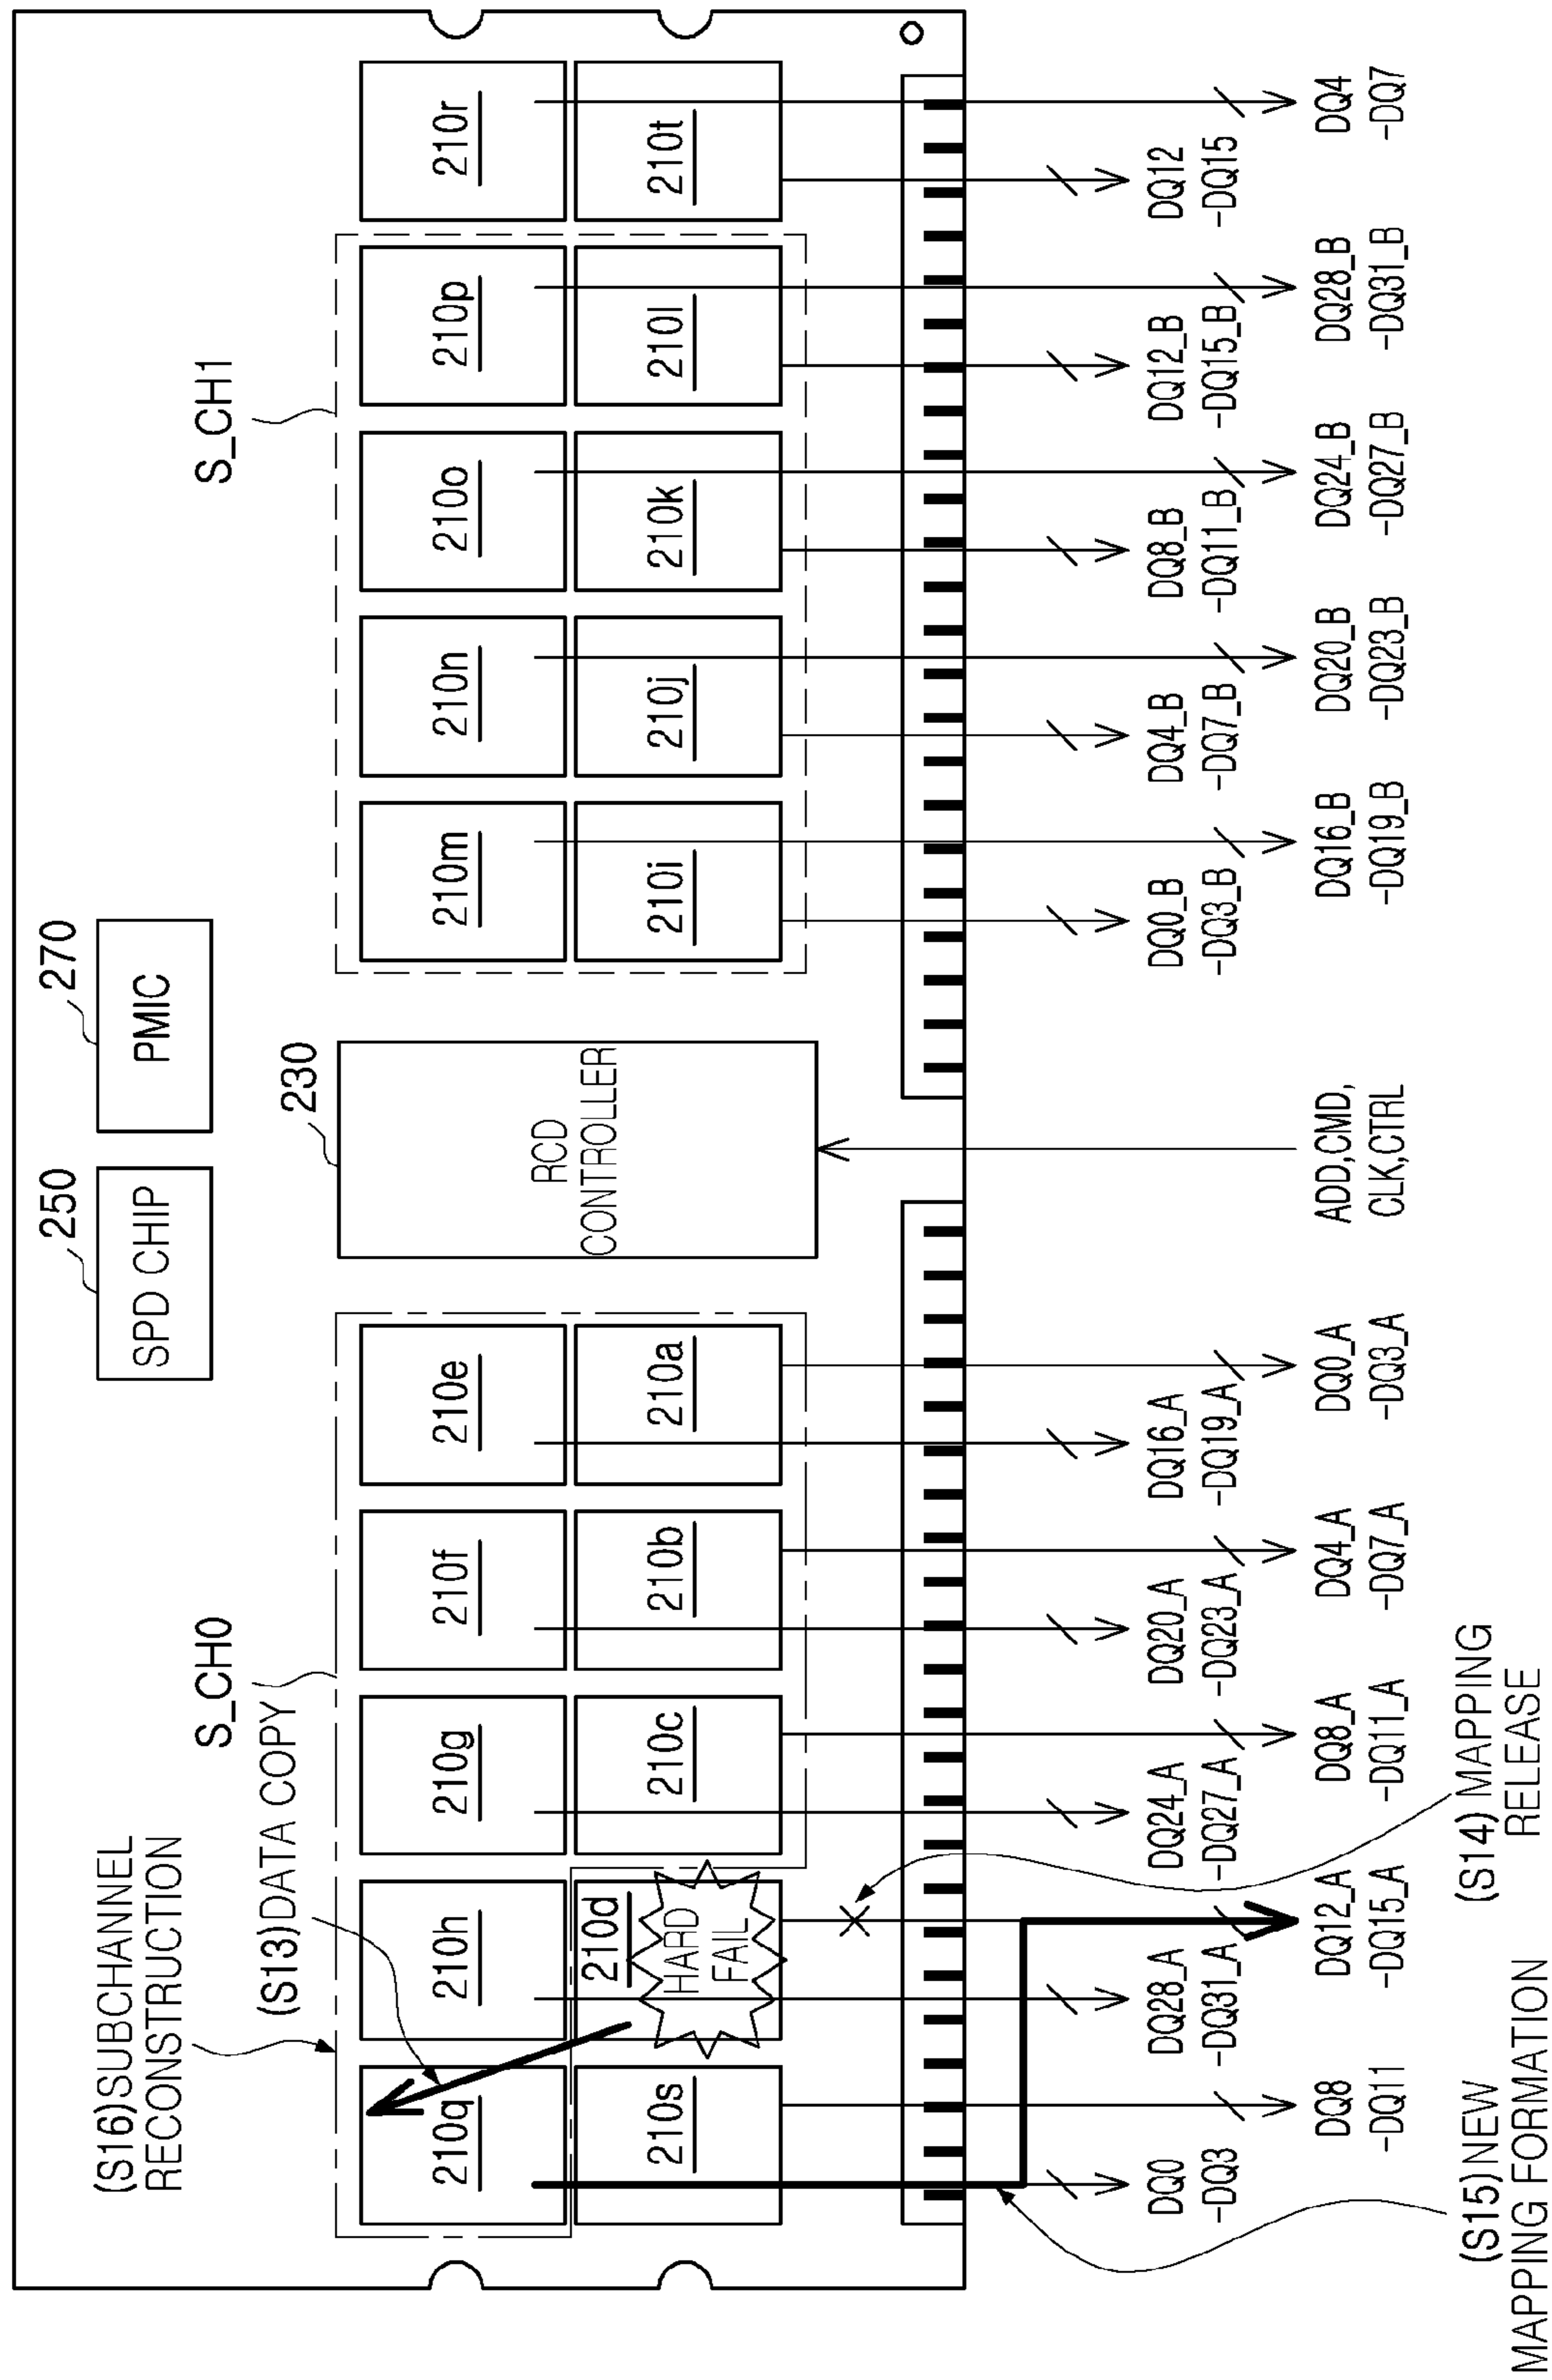 250
SPD CHIP
270
PMIC
(S16)SUBCHANNEL
RECONSTRUCTION
(S13)DATA COPY
S_CH0
S_CH1
230
RCD
CONTROLLER
210q
210h
210g
210f
210e
210m
210n
210o
210p
210r
210s
210d
HARD
FAIL
210c
210b
210a
210i
210j
210k
210l
210t
DQ0
-DQ3
DQ28_A
-DQ31_A
DQ24_A
-DQ27_A
DQ20_A
-DQ23_A
DQ16_A
-DQ19_A
DQ0_B
-DQ3_B
DQ4_B
-DQ7_B
DQ8_B
-DQ11_B
DQ12_B
-DQ15_B
DQ12
-DQ15
DQ8
-DQ11
DQ12_A
-DQ15_A
DQ8_A
-DQ11_A
DQ4_A
-DQ7_A
DQ0_A
-DQ3_A
ADD,CMD,
CLK,CTRL
DQ16_B
-DQ19_B
DQ20_B
-DQ23_B
DQ24_B
-DQ27_B
DQ28_B
-DQ31_B
DQ4
-DQ7
(S15)NEW
MAPPING FORMATION
(S14) MAPPING
RELEASE